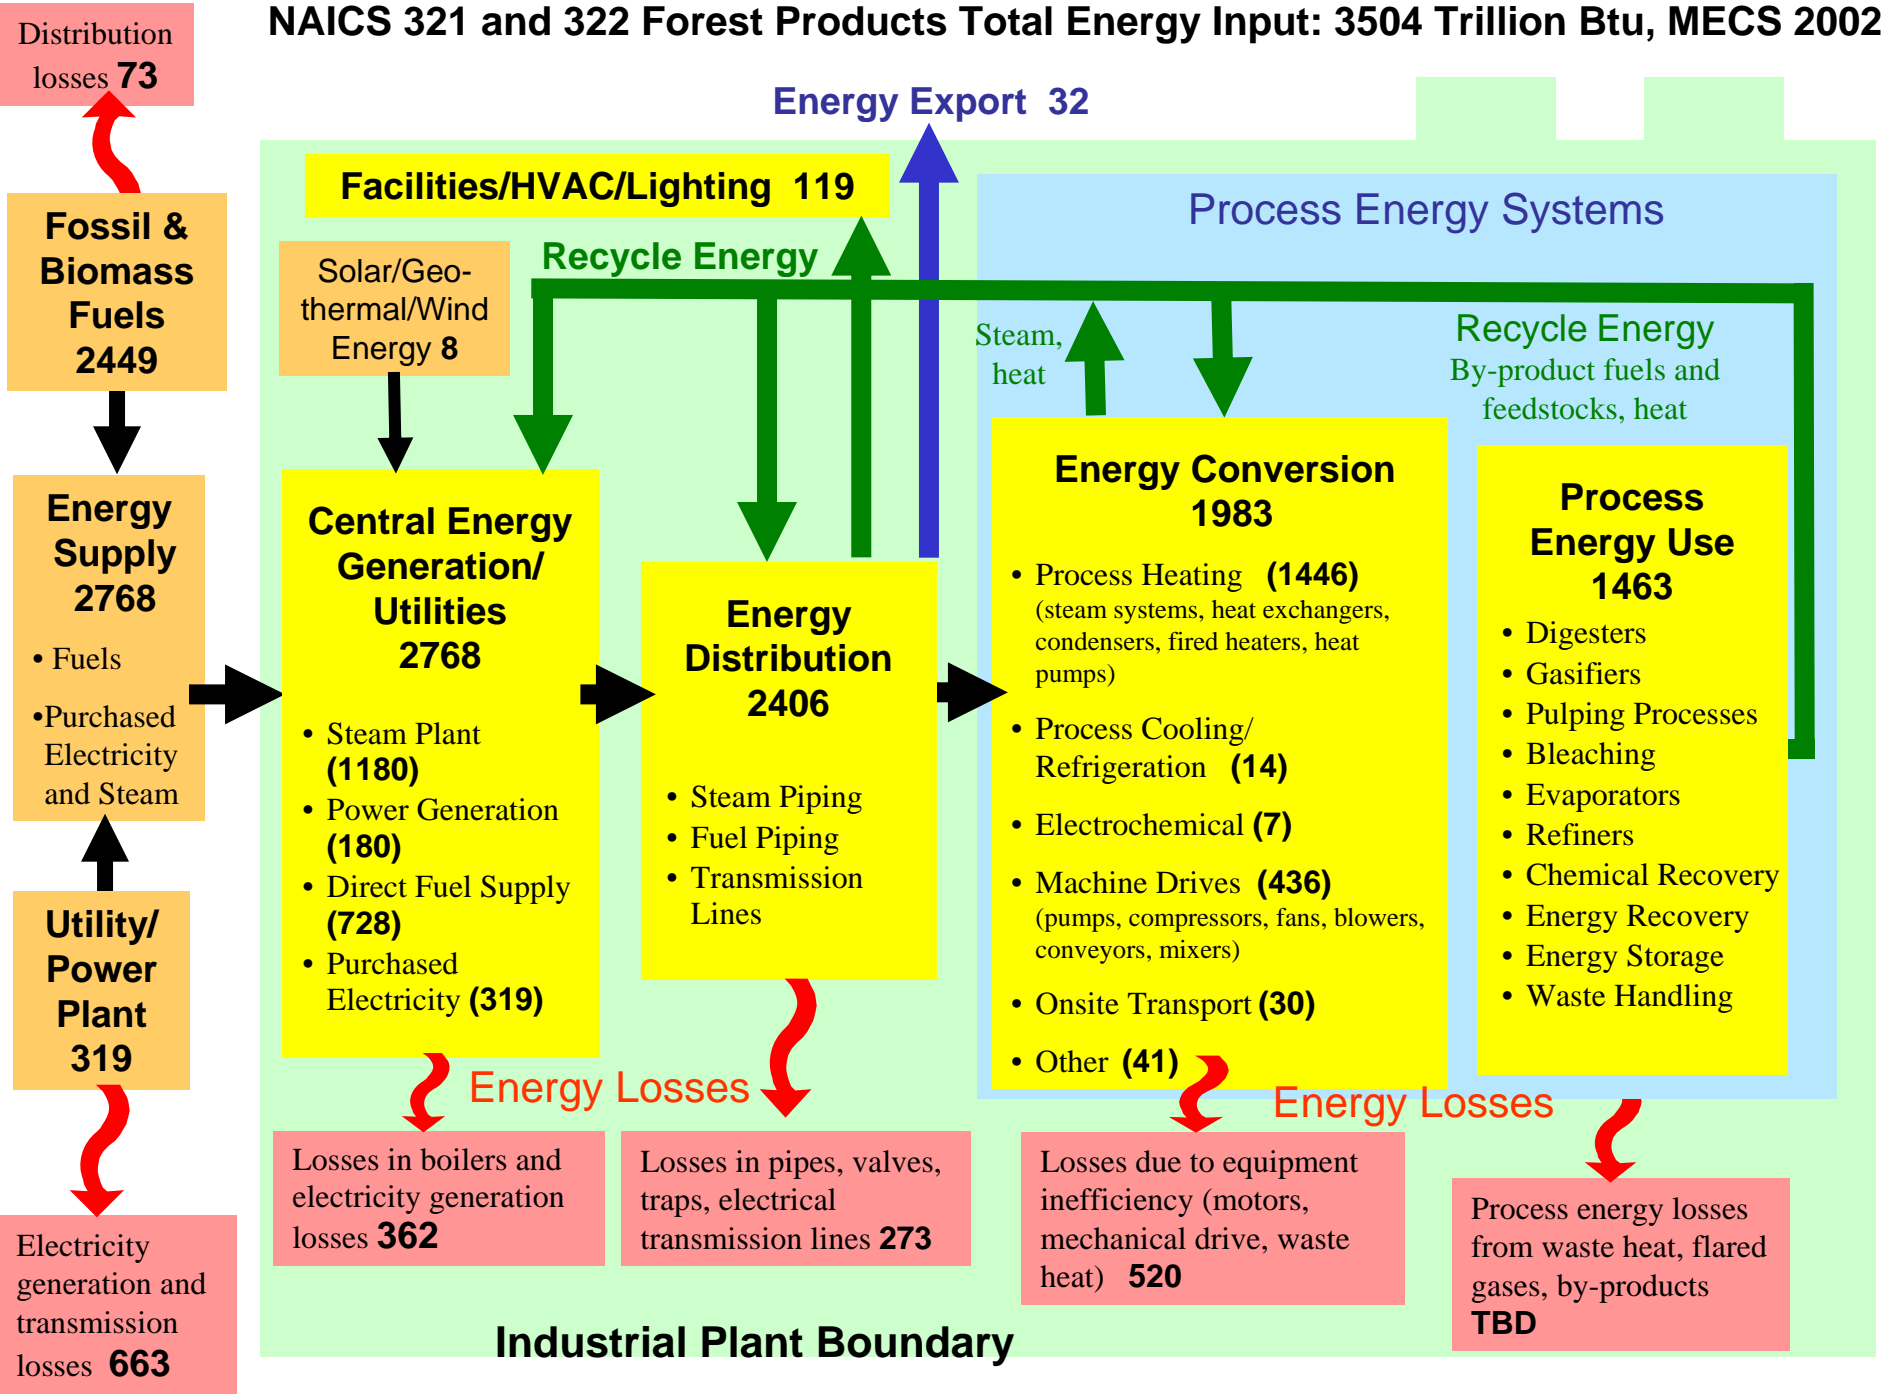 NAICS 321 and 322 Forest Products Total Energy Input: 3504 Trillion Btu, MECS 2002
Distribution
losses 73
Energy Export 32
Facilities/HVAC/Lighting 119
Process Energy Systems
Fossil &
Biomass
Fuels
2449
Solar/Geo-
thermal/Wind
Energy 8
Recycle Energy
Steam,
heat
Recycle Energy
By-product fuels and
feedstocks, heat
Energy
Supply
2768
• Fuels
•Purchased
Electricity
and Steam
Central Energy
Generation/
Utilities
2768
• Steam Plant
(1180)
• Power Generation
(180)
• Direct Fuel Supply
(728)
• Purchased
Electricity (319)
Energy
Distribution
2406
• Steam Piping
• Fuel Piping
• Transmission
Lines
Energy Conversion
1983
• Process Heating (1446)
(steam systems, heat exchangers,
condensers, fired heaters, heat
pumps)
• Process Cooling/
Refrigeration (14)
• Electrochemical (7)
• Machine Drives (436)
(pumps, compressors, fans, blowers,
conveyors, mixers)
• Onsite Transport (30)
• Other (41)
Process
Energy Use
1463
• Digesters
• Gasifiers
• Pulping Processes
• Bleaching
• Evaporators
• Refiners
• Chemical Recovery
• Energy Recovery
• Energy Storage
• Waste Handling
Utility/
Power
Plant
319
Energy Losses
Energy Losses
Electricity
generation and
transmission
losses 663
Losses in boilers and
electricity generation
losses 362
Losses in pipes, valves,
traps, electrical
transmission lines 273
Losses due to equipment
inefficiency (motors,
mechanical drive, waste
heat) 520
Process energy losses
from waste heat, flared
gases, by-products
TBD
Industrial Plant Boundary